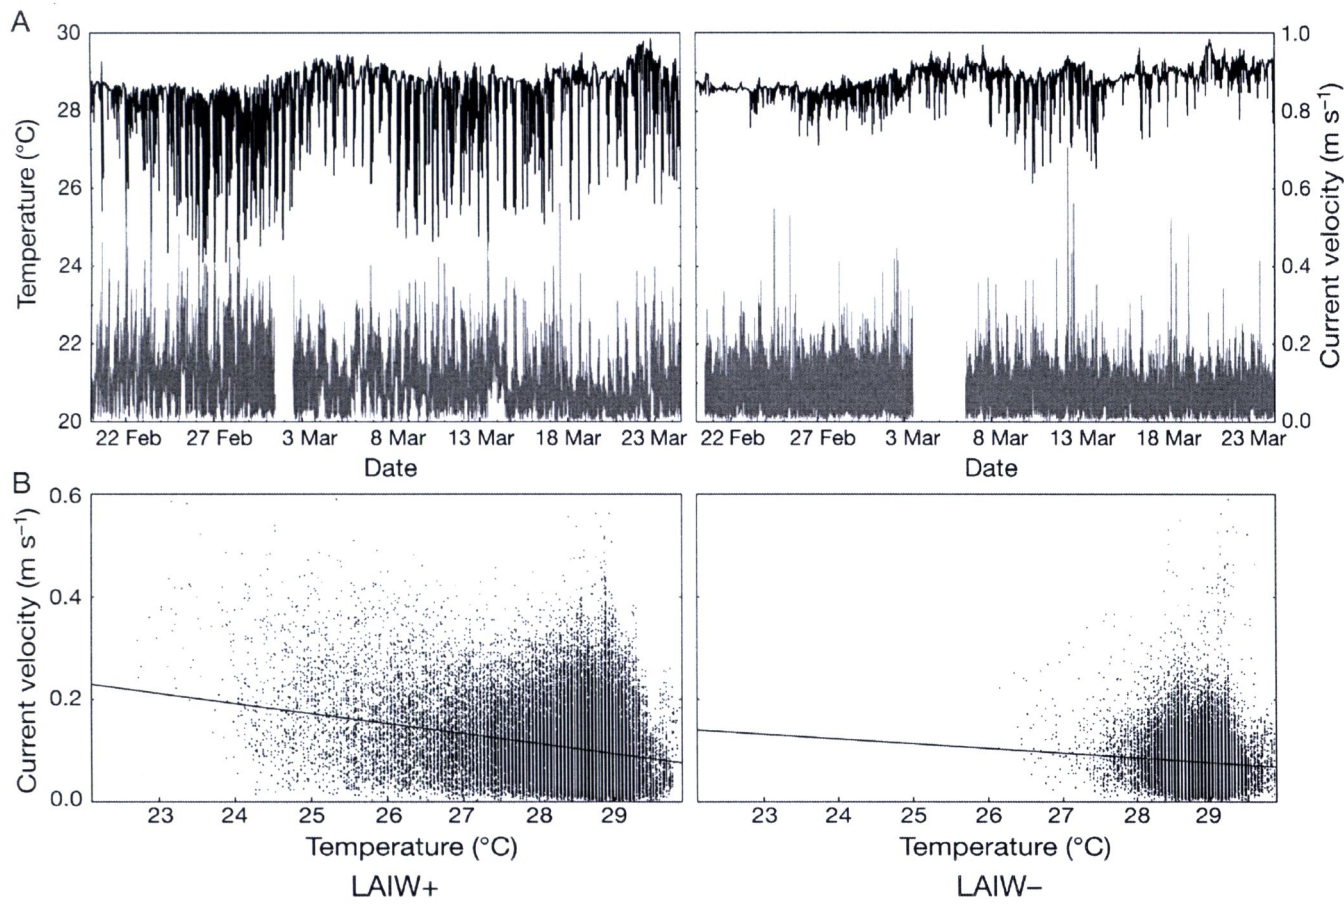 A
30
28
26
24
22
20
Temperature (°C)
22 Feb 27 Feb 3 Mar 8 Mar 13 Mar 18 Mar 23 Mar
Date
22 Feb 27 Feb 3 Mar 8 Mar 13 Mar 18 Mar 23 Mar
Date
1.0
0.8
0.6
0.4
0.2
0.0
Current velocity (m s⁻¹)
B
0.6
0.4
0.2
0.0
Current velocity (m s⁻¹)
23 24 25 26 27 28 29
Temperature (°C)
LAIW+
23 24 25 26 27 28 29
Temperature (°C)
LAIW–